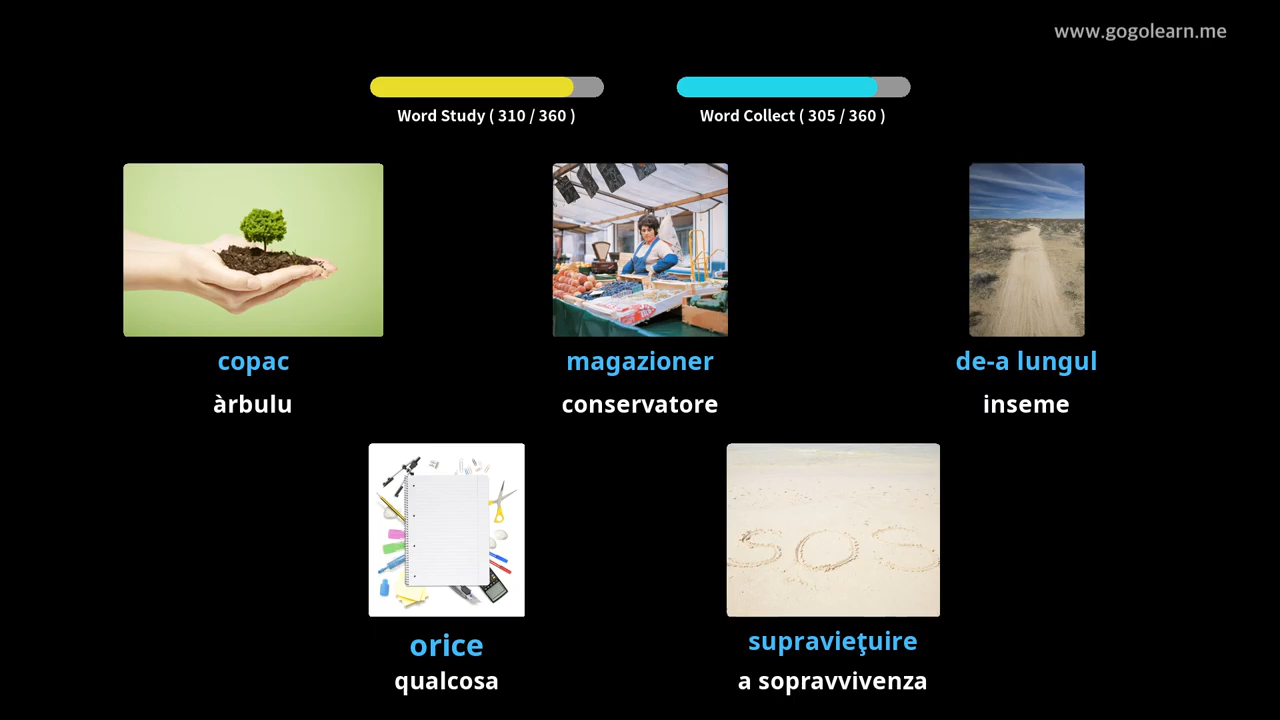 www.gogolearn.me
Word Study ( 310 / 360 )
Word Collect ( 305 / 360 )
copac
magazioner
de-a lungul
àrbulu
conservatore
inseme
SOS
orice
supravieţuire
qualcosa
a sopravvivenza